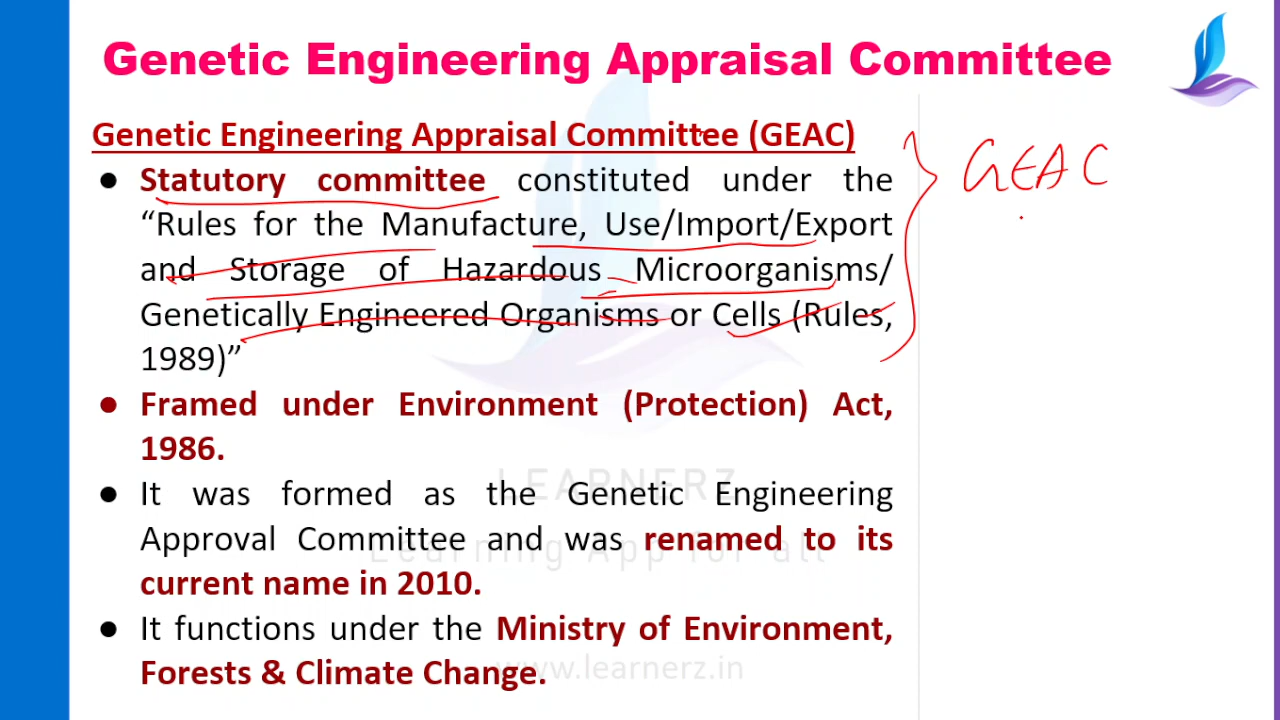 Genetic Engineering Appraisal Committee
Genetic Engineering Appraisal Committee (GEAC)
● Statutory committee constituted under the
“Rules for the Manufacture, Use/Import/Export
and Storage of Hazardous Microorganisms/
Genetically Engineered Organisms or Cells (Rules,
1989)”
● Framed under Environment (Protection) Act,
1986.
● It was formed as the Genetic Engineering
Approval Committee and was renamed to its
current name in 2010.
● It functions under the Ministry of Environment,
Forests & Climate Change.
GEAC
LEARNERZ
Learning App for all
www.learnerz.in